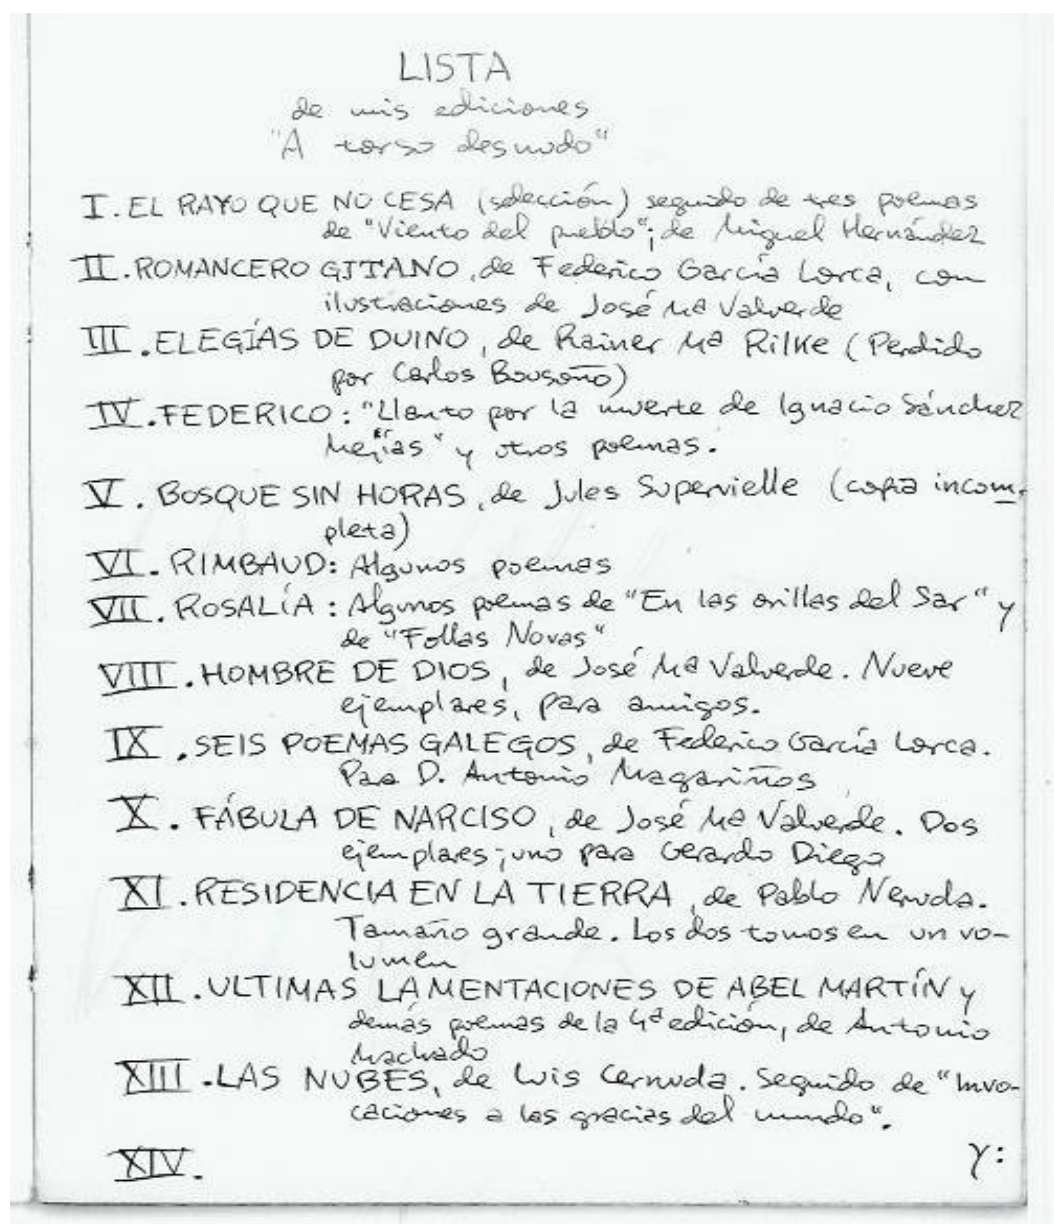 LISTA
de mis ediciones
"A torso desnudo"
I. EL RAYO QUE NO CESA (selección) seguido de tres poemas
de "Viento del pueblo"; de Miguel Hernández
II. ROMANCERO GITANO, de Federico García Lorca, con
ilustraciones de José Mª Valverde
III. ELEGÍAS DE DUINO, de Rainer Mª Rilke (Perdido
por Carlos Bousoño)
IV. FEDERICO: "Llanto por la muerte de Ignacio Sánchez
Mejías" y otros poemas.
V. BOSQUE SIN HORAS, de Jules Supervielle (copia incom-
pleta)
VI. RIMBAUD: Algunos poemas
VII. ROSALÍA: Algunos poemas de "En las orillas del Sar" y
de "Follas Novas"
VIII. HOMBRE DE DIOS, de José Mª Valverde. Nueve
ejemplares, para amigos.
IX. SEIS POEMAS GALEGOS, de Federico García Lorca.
Para D. Antonio Magariños
X. FÁBULA DE NARCISO, de José Mª Valverde. Dos
ejemplares; uno para Gerardo Diego
XI. RESIDENCIA EN LA TIERRA, de Pablo Neruda.
Tamaño grande. Los dos tomos en un vo-
lumen
XII. ULTIMAS LAMENTACIONES DE ABEL MARTÍN y
demás poemas de la 4ª edición, de Antonio
Machado
XIII. LAS NUBES, de Luis Cernuda. Seguido de "Invo-
caciones a las gracias del mundo".
XIV. y: